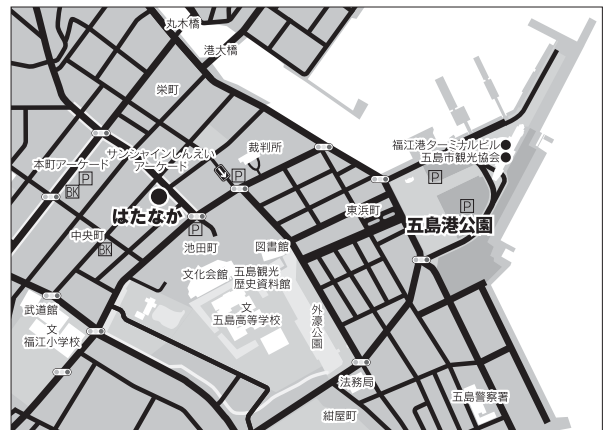 丸木橋
港大橋
栄町
サンシャインしんえい
アーケード
裁判所
福江港ターミナルビル●
五島市観光協会●
本町アーケード
P
P
P
BK
はたなか
P
東浜町
五島港公園
P
中央町
BK
池田町
図書館
文化会館
五島観光
歴史資料館
文
五島高等学校
外濠公園
武道館
文
福江小学校
法務局
紺屋町
五島警察署